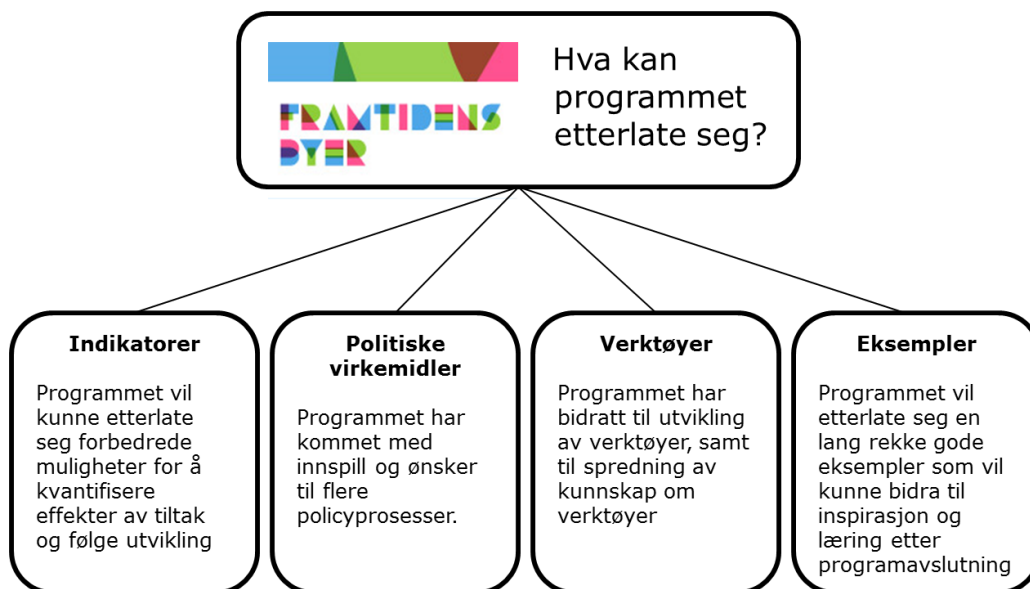 FRAMTIDENS
BYER
Hva kan
programmet
etterlate seg?
Indikatorer
Programmet vil
kunne etterlate
seg forbedrede
muligheter for å
kvantifisere
effekter av tiltak
og følge utvikling
Politiske
virkemidler
Programmet har
kommet med
innspill og ønsker
til flere
policyprosesser.
Verktøyer
Programmet har
bidratt til utvikling
av verktøyer, samt
til spredning av
kunnskap om
verktøyer
Eksempler
Programmet vil
etterlate seg en
lang rekke gode
eksempler som vil
kunne bidra til
inspirasjon og
læring etter
programavslutning